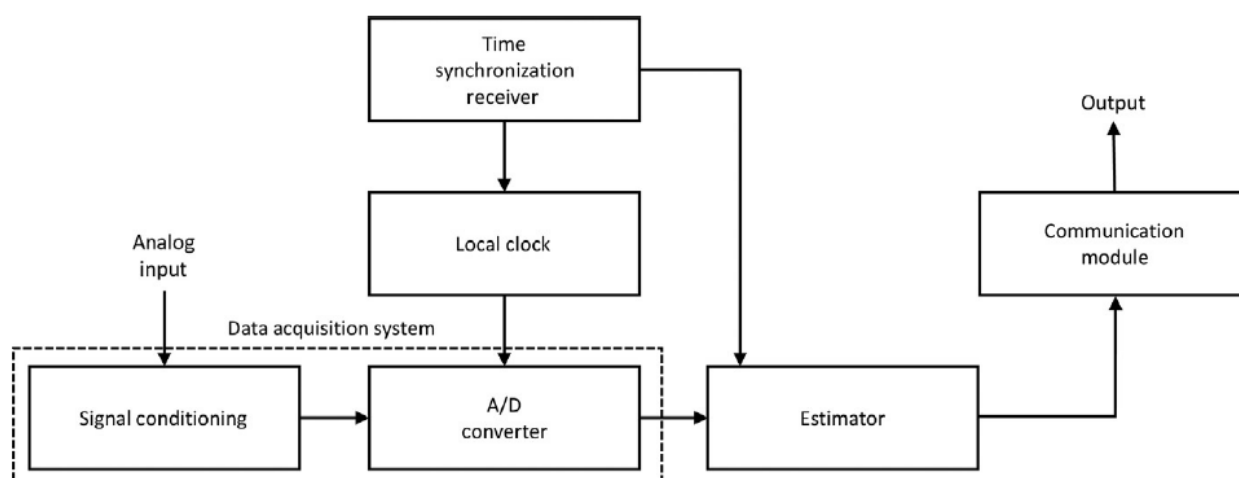 Time
synchronization
receiver
Output
Local clock
Communication
module
Analog
input
Data acquisition system
Signal conditioning
A/D
converter
Estimator